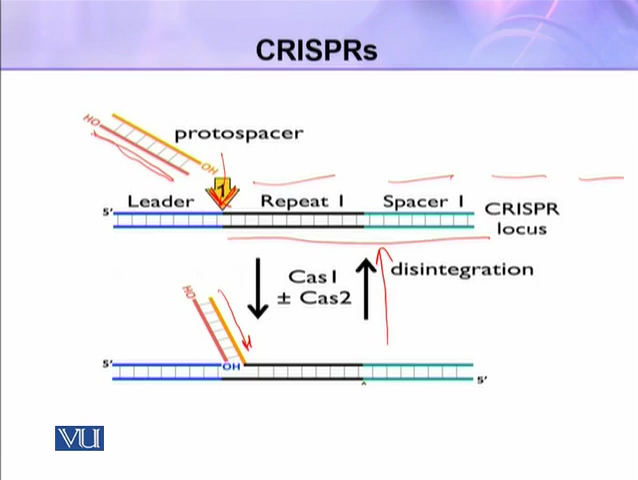 CRISPRs
HO
protospacer
OH
1
Leader Repeat 1 Spacer 1
5' CRISPR
locus
Cas1
± Cas2
disintegration
HO
5' OH
5'
VU